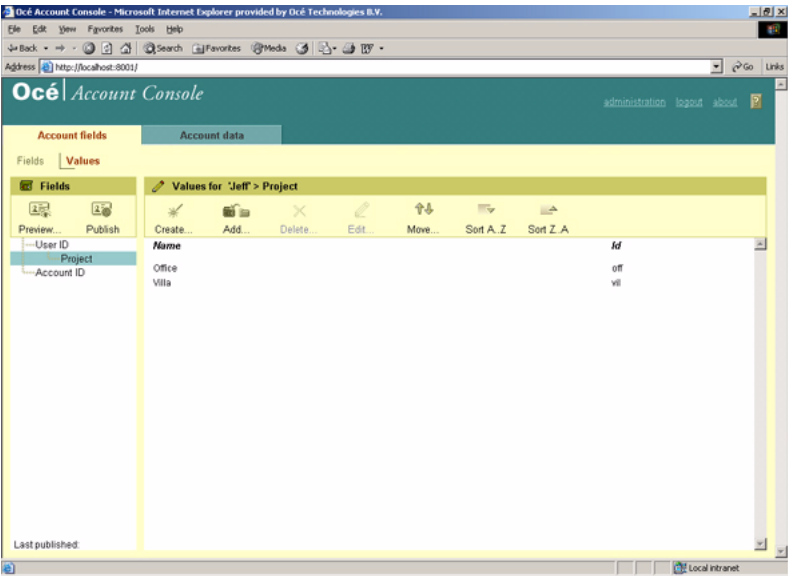 Océ Account Console - Microsoft Internet Explorer provided by Océ Technologies B.V.
File Edit View Favorites Tools Help
Back Search Favorites Media
Address http://localhost:8001/ Go Links
Océ Account Console
administration logout about ?
Account fields Account data
Fields Values
Fields Values for 'Jeff' > Project
Preview... Publish Create... Add... Delete... Edit... Move... Sort A..Z Sort Z..A
User ID Name Id
Project
Office off
Account ID
Villa vil
Last published:
Local intranet